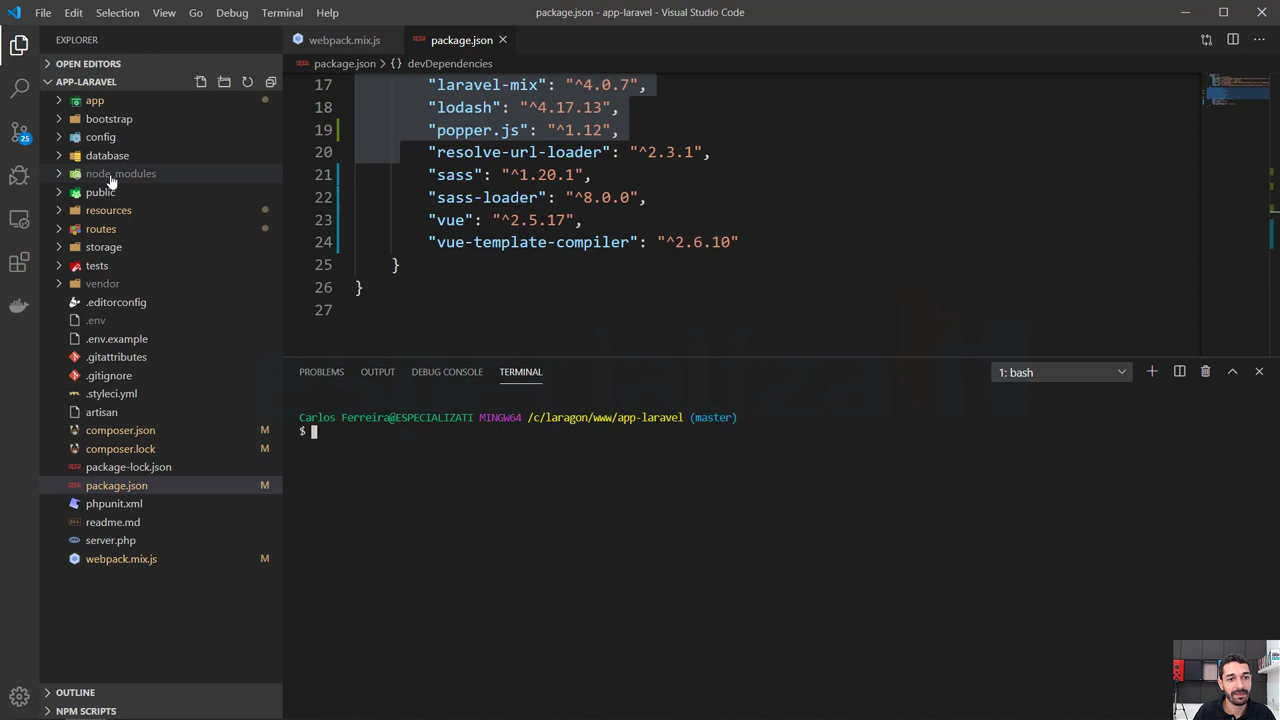 File Edit Selection View Go Debug Terminal Help
package.json - app-laravel - Visual Studio Code
EXPLORER
webpack.mix.js
package.json
OPEN EDITORS
package.json > {} devDependencies
APP-LARAVEL
app
bootstrap
config
database
node_modules
public
resources
routes
storage
tests
vendor
.editorconfig
.env
.env.example
.gitattributes
.gitignore
.styleci.yml
artisan
composer.json M
composer.lock M
package-lock.json
package.json M
phpunit.xml
readme.md
server.php
webpack.mix.js M
OUTLINE
NPM SCRIPTS
25
17 "laravel-mix": "^4.0.7",
18 "lodash": "^4.17.13",
19 "popper.js": "^1.12",
20 "resolve-url-loader": "^2.3.1",
21 "sass": "^1.20.1",
22 "sass-loader": "^8.0.0",
23 "vue": "^2.5.17",
24 "vue-template-compiler": "^2.6.10"
25 }
26 }
27
PROBLEMS OUTPUT DEBUG CONSOLE TERMINAL
1: bash
Carlos Ferreira@ESPECIALIZATI MINGW64 /c/laragon/www/app-laravel (master)
$